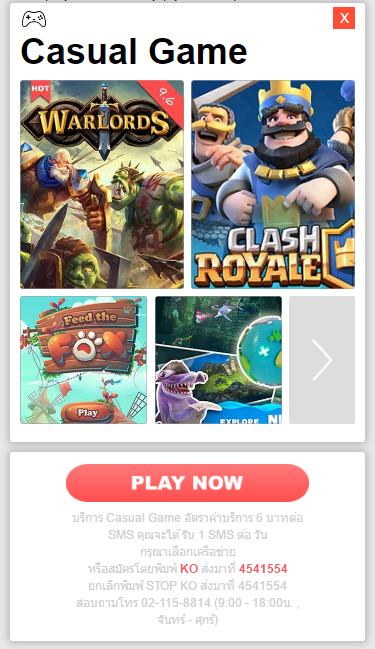 X
Casual Game
HOT
9.6
WARLORDS
CLASH
ROYALE
Feed the
FOX
Play
EXPLORE
PLAY NOW
บริการ Casual Game อัตราค่าบริการ 6 บาทต่อ
SMS คุณจะได้ รับ 1 SMS ต่อ วัน
กรุณาเลือกเครือข่าย
หรือสมัครโดยพิมพ์ KO ส่งมาที่ 4541554
ยกเลิกพิมพ์ STOP KO ส่งมาที่ 4541554
สอบถามโทร 02-115-8814 (9:00 - 18:00น. ,
จันทร์ - ศุกร์)